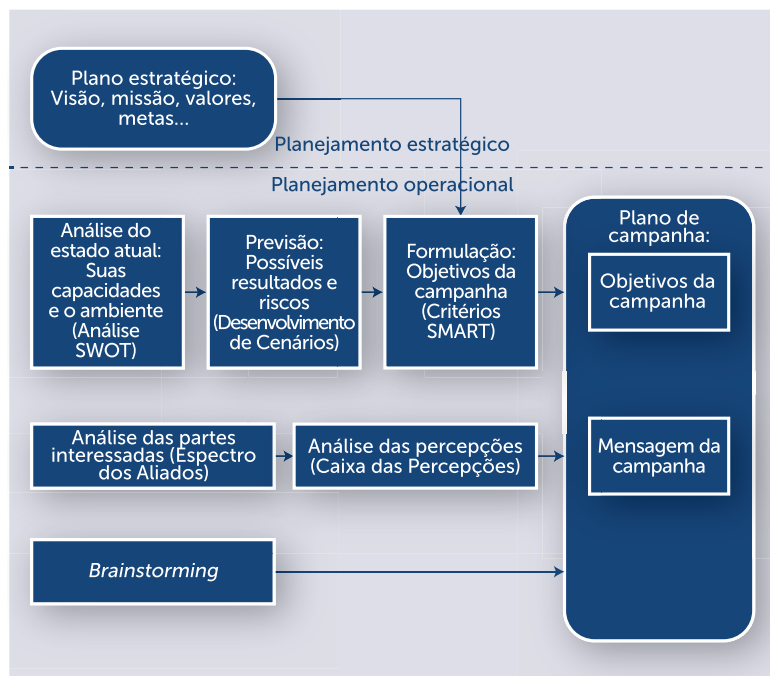 Plano estratégico:
Visão, missão, valores,
metas...
Planejamento estratégico
Planejamento operacional
Análise do
estado atual:
Suas
capacidades
e o ambiente
(Análise
SWOT)
Previsão:
Possíveis
resultados e
riscos
(Desenvolvimento
de Cenários)
Formulação:
Objetivos da
campanha
(Critérios
SMART)
Plano de
campanha:
Objetivos da
campanha
Análise das partes
interessadas (Espectro
dos Aliados)
Análise das percepções
(Caixa das Percepções)
Mensagem da
campanha
Brainstorming